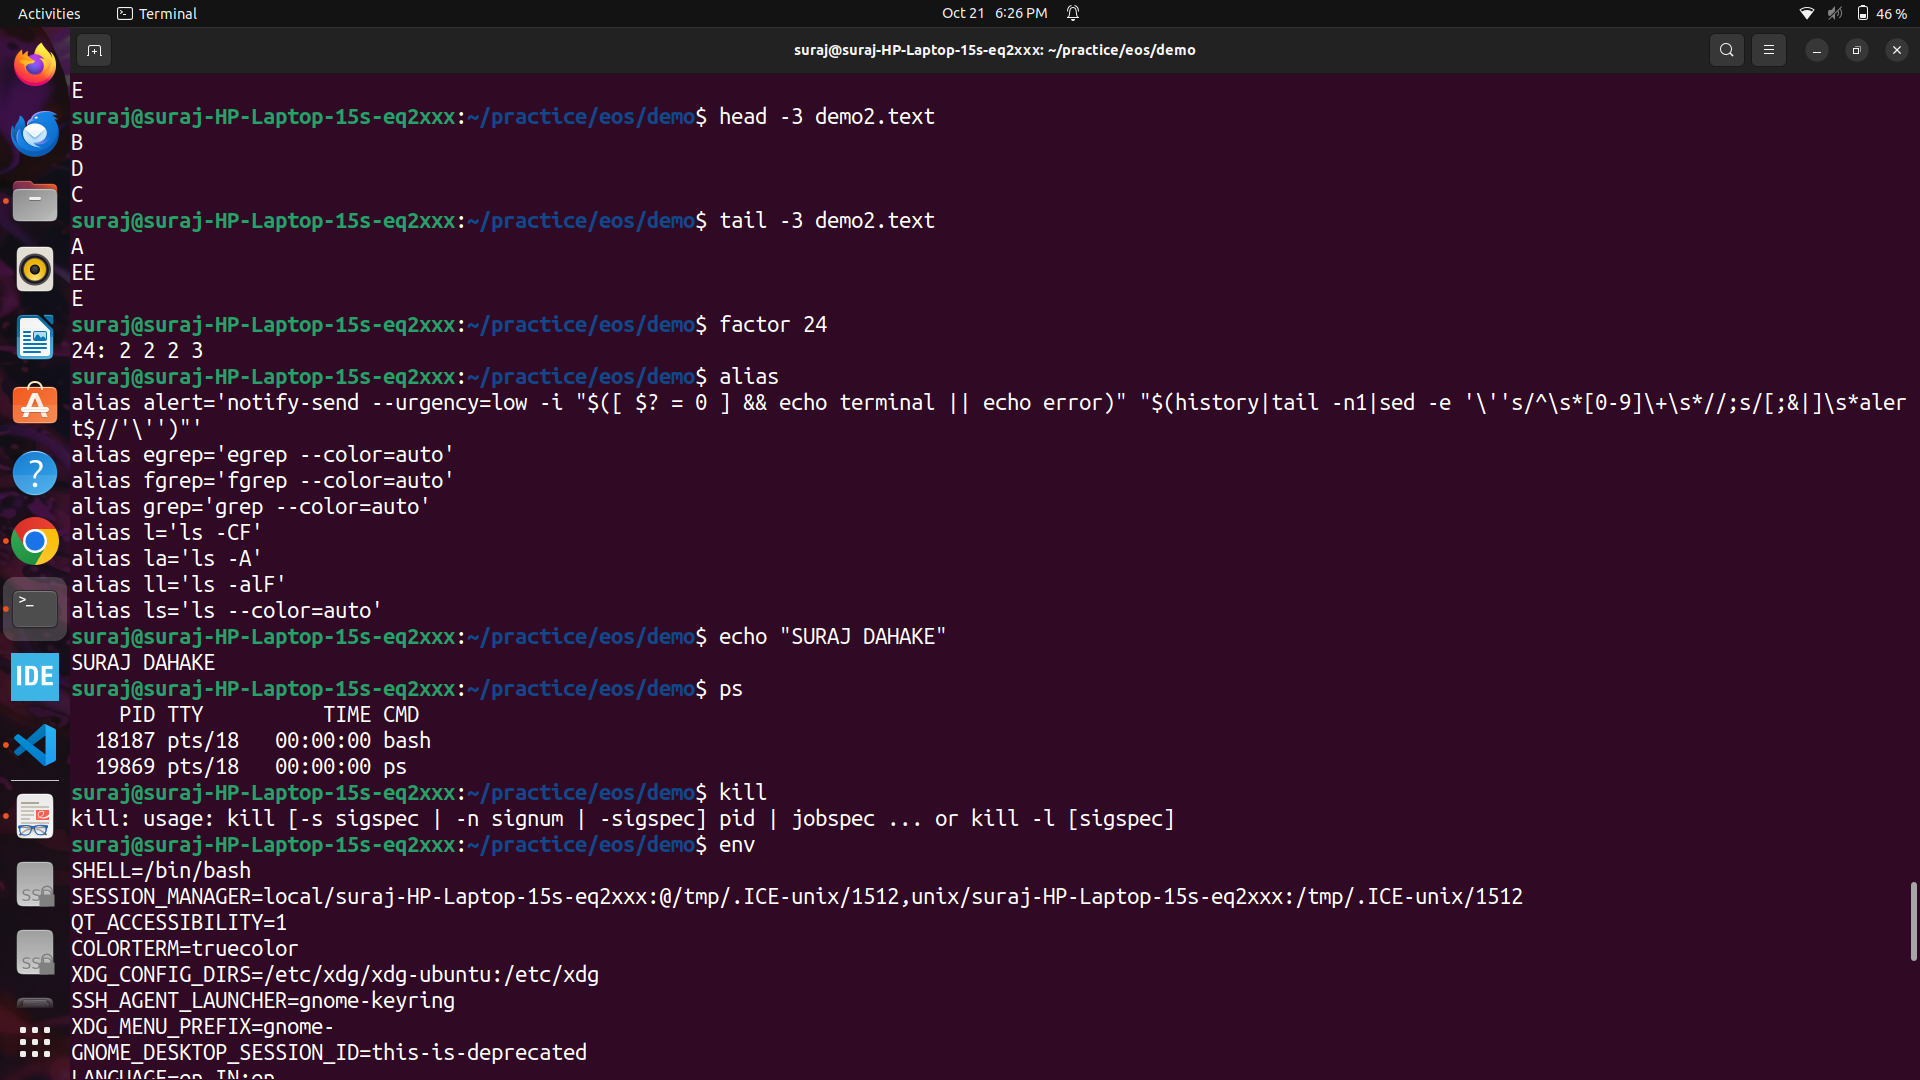 Activities
Terminal
Oct 21 6:26 PM
46 %
suraj@suraj-HP-Laptop-15s-eq2xxx: ~/practice/eos/demo
E
suraj@suraj-HP-Laptop-15s-eq2xxx:~/practice/eos/demo$ head -3 demo2.text
B
D
C
suraj@suraj-HP-Laptop-15s-eq2xxx:~/practice/eos/demo$ tail -3 demo2.text
A
EE
E
suraj@suraj-HP-Laptop-15s-eq2xxx:~/practice/eos/demo$ factor 24
24: 2 2 2 3
suraj@suraj-HP-Laptop-15s-eq2xxx:~/practice/eos/demo$ alias
alias alert='notify-send --urgency=low -i "$([ $? = 0 ] && echo terminal || echo error)" "$(history|tail -n1|sed -e '\''s/^\s*[0-9]\+\s*//;s/[;&|]\s*aler
t$//'\'')"'
alias egrep='egrep --color=auto'
alias fgrep='fgrep --color=auto'
alias grep='grep --color=auto'
alias l='ls -CF'
alias la='ls -A'
alias ll='ls -alF'
alias ls='ls --color=auto'
suraj@suraj-HP-Laptop-15s-eq2xxx:~/practice/eos/demo$ echo "SURAJ DAHAKE"
SURAJ DAHAKE
suraj@suraj-HP-Laptop-15s-eq2xxx:~/practice/eos/demo$ ps
PID TTY TIME CMD
18187 pts/18 00:00:00 bash
19869 pts/18 00:00:00 ps
suraj@suraj-HP-Laptop-15s-eq2xxx:~/practice/eos/demo$ kill
kill: usage: kill [-s sigspec | -n signum | -sigspec] pid | jobspec ... or kill -l [sigspec]
suraj@suraj-HP-Laptop-15s-eq2xxx:~/practice/eos/demo$ env
SHELL=/bin/bash
SESSION_MANAGER=local/suraj-HP-Laptop-15s-eq2xxx:@/tmp/.ICE-unix/1512,unix/suraj-HP-Laptop-15s-eq2xxx:/tmp/.ICE-unix/1512
QT_ACCESSIBILITY=1
COLORTERM=truecolor
XDG_CONFIG_DIRS=/etc/xdg/xdg-ubuntu:/etc/xdg
SSH_AGENT_LAUNCHER=gnome-keyring
XDG_MENU_PREFIX=gnome-
GNOME_DESKTOP_SESSION_ID=this-is-deprecated
LANGUAGE=en_IN:en
IDE